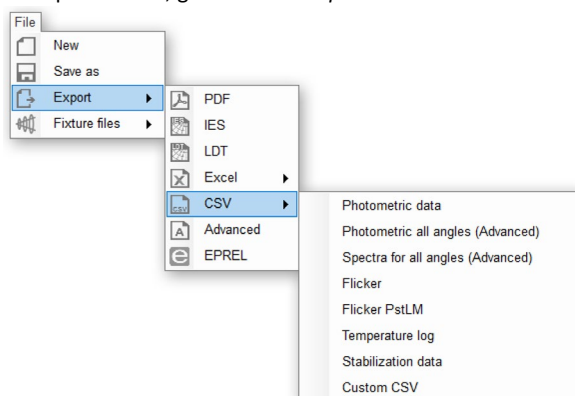 File
New
Save as
Export
Fixture files
PDF
IES
LDT
Excel
CSV
Advanced
EPREL
Photometric data
Photometric all angles (Advanced)
Spectra for all angles (Advanced)
Flicker
Flicker PstLM
Temperature log
Stabilization data
Custom CSV